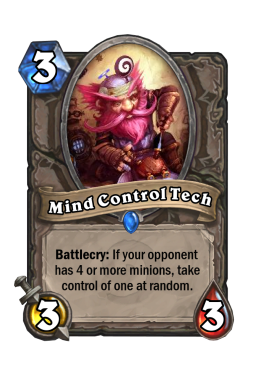 3
Mind Control Tech
Battlecry: If your opponent
has 4 or more minions, take
control of one at random.
3 3